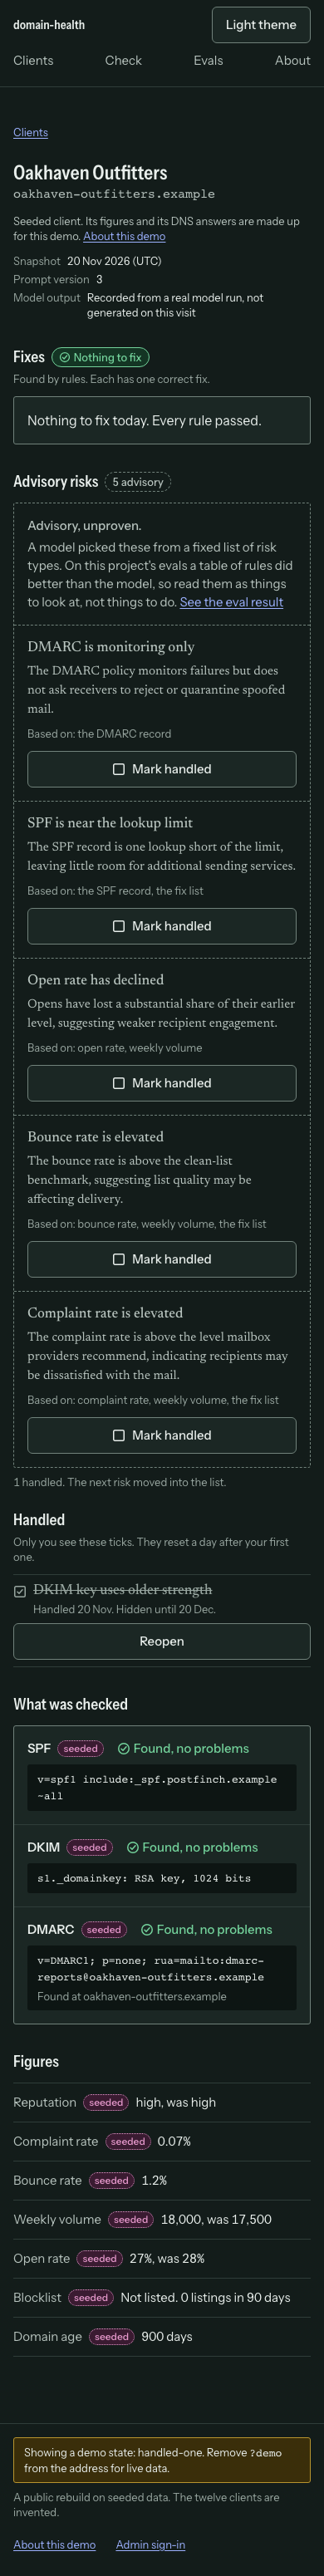 domain-health
Light theme
Clients Check Evals About
Clients
Oakhaven Outfitters
oakhaven-outfitters.example
Seeded client. Its figures and its DNS answers are made up
for this demo. About this demo
Snapshot 20 Nov 2026 (UTC)
Prompt version 3
Model output Recorded from a real model run, not
generated on this visit
Fixes Nothing to fix
Found by rules. Each has one correct fix.
Nothing to fix today. Every rule passed.
Advisory risks 5 advisory
Advisory, unproven.
A model picked these from a fixed list of risk
types. On this project's evals a table of rules did
better than the model, so read them as things
to look at, not things to do. See the eval result
DMARC is monitoring only
The DMARC policy monitors failures but does
not ask receivers to reject or quarantine spoofed
mail.
Based on: the DMARC record
Mark handled
SPF is near the lookup limit
The SPF record is one lookup short of the limit,
leaving little room for additional sending services.
Based on: the SPF record, the fix list
Mark handled
Open rate has declined
Opens have lost a substantial share of their earlier
level, suggesting weaker recipient engagement.
Based on: open rate, weekly volume
Mark handled
Bounce rate is elevated
The bounce rate is above the clean-list
benchmark, suggesting list quality may be
affecting delivery.
Based on: bounce rate, weekly volume, the fix list
Mark handled
Complaint rate is elevated
The complaint rate is above the level mailbox
providers recommend, indicating recipients may
be dissatisfied with the mail.
Based on: complaint rate, weekly volume, the fix list
Mark handled
1 handled. The next risk moved into the list.
Handled
Only you see these ticks. They reset a day after your first
one.
DKIM key uses older strength
Handled 20 Nov. Hidden until 20 Dec.
Reopen
What was checked
SPF seeded Found, no problems
v=spf1 include:_spf.postfinch.example
~all
DKIM seeded Found, no problems
s1._domainkey: RSA key, 1024 bits
DMARC seeded Found, no problems
v=DMARC1; p=none; rua=mailto:dmarc-
reports@oakhaven-outfitters.example
Found at oakhaven-outfitters.example
Figures
Reputation seeded high, was high
Complaint rate seeded 0.07%
Bounce rate seeded 1.2%
Weekly volume seeded 18,000, was 17,500
Open rate seeded 27%, was 28%
Blocklist seeded Not listed. 0 listings in 90 days
Domain age seeded 900 days
Showing a demo state: handled-one. Remove ?demo
from the address for live data.
A public rebuild on seeded data. The twelve clients are
invented.
About this demo Admin sign-in